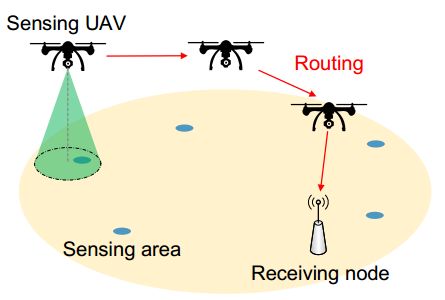 Sensing UAV
Routing
Sensing area
Receiving node